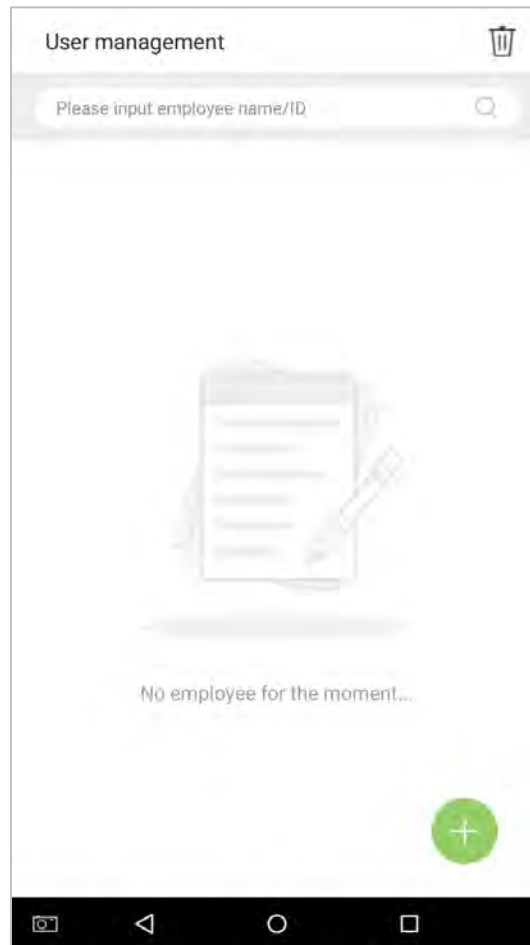 User management
Please input employee name/ID
No employee for the moment...